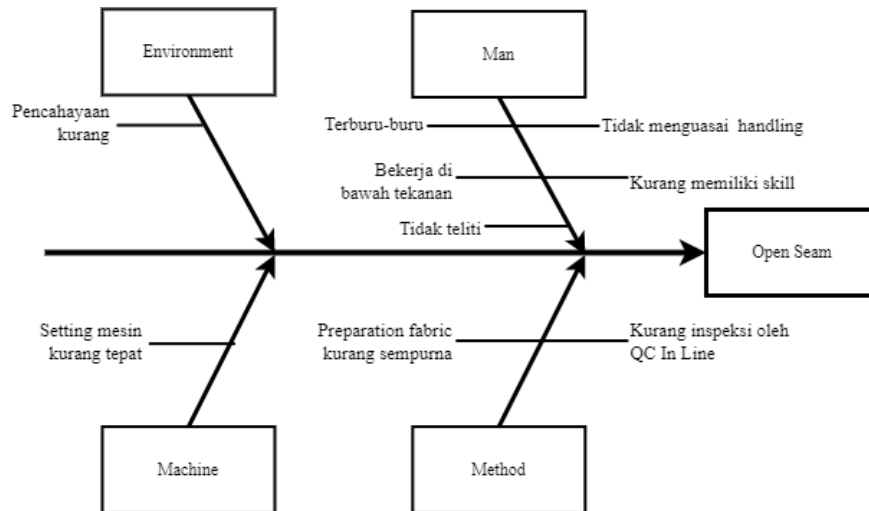 Environment
Man
Pencahayaan
kurang
Terburu-buru
Tidak menguasai handling
Bekerja di
bawah tekanan
Kurang memiliki skill
Tidak teliti
Open Seam
Setting mesin
kurang tepat
Preparation fabric
kurang sempurna
Kurang inspeksi oleh
QC In Line
Machine
Method